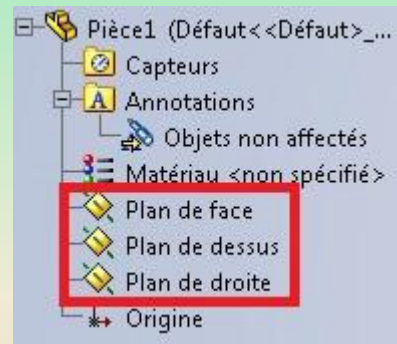 Pièce1 (Défaut<<Défaut>_...
Capteurs
A Annotations
Objets non affectés
Matériau <non spécifié>
Plan de face
Plan de dessus
Plan de droite
Origine